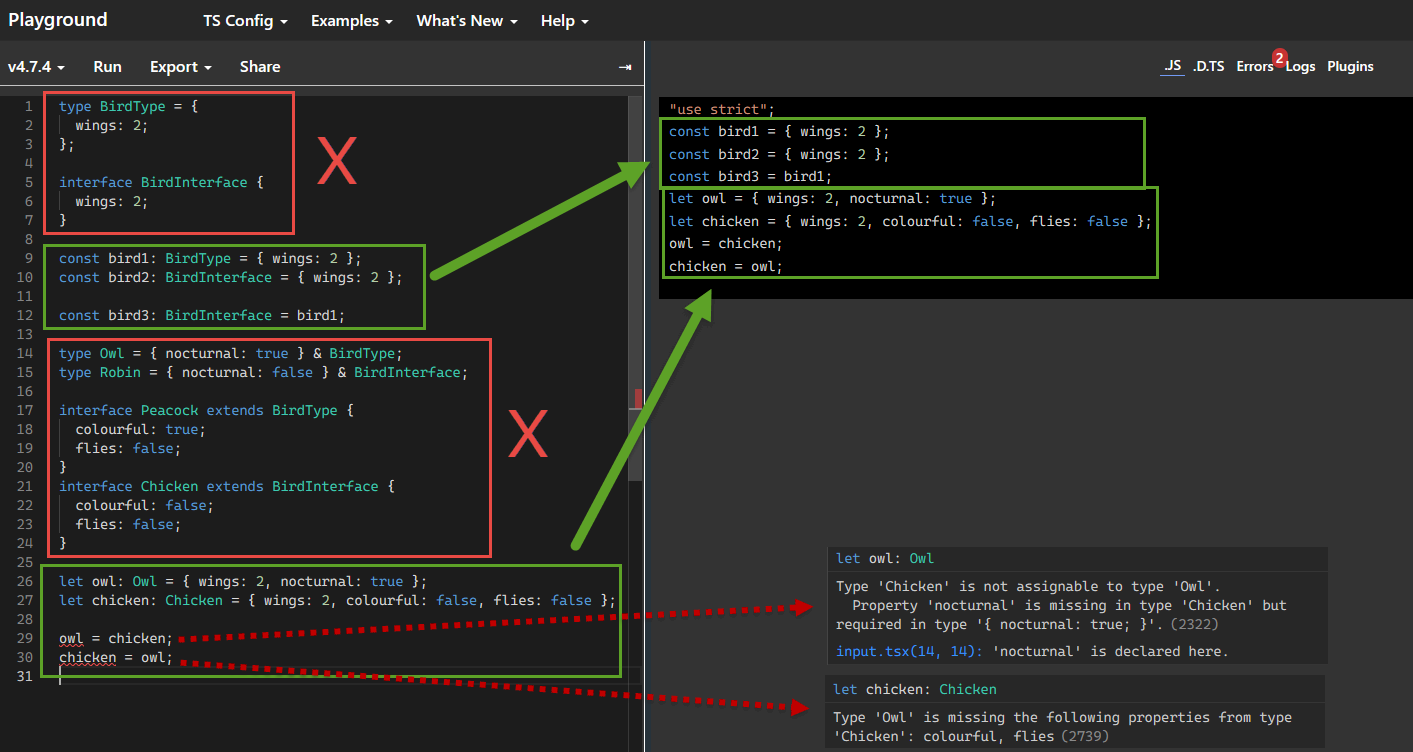 Playground
TS Config Examples What's New Help
v4.7.4 Run Export Share
1 type BirdType = {
2 wings: 2;
3 };
4
5 interface BirdInterface {
6 wings: 2;
7 }
8
9 const bird1: BirdType = { wings: 2 };
10 const bird2: BirdInterface = { wings: 2 };
11
12 const bird3: BirdInterface = bird1;
13
14 type Owl = { nocturnal: true } & BirdType;
15 type Robin = { nocturnal: false } & BirdInterface;
16
17 interface Peacock extends BirdType {
18 colourful: true;
19 flies: false;
20 }
21 interface Chicken extends BirdInterface {
22 colourful: false;
23 flies: false;
24 }
25
26 let owl: Owl = { wings: 2, nocturnal: true };
27 let chicken: Chicken = { wings: 2, colourful: false, flies: false };
28
29 owl = chicken;
30 chicken = owl;
31
X
X
.JS .D.TS Errors 2 Logs Plugins
"use strict";
const bird1 = { wings: 2 };
const bird2 = { wings: 2 };
const bird3 = bird1;
let owl = { wings: 2, nocturnal: true };
let chicken = { wings: 2, colourful: false, flies: false };
owl = chicken;
chicken = owl;
let owl: Owl
Type 'Chicken' is not assignable to type 'Owl'.
Property 'nocturnal' is missing in type 'Chicken' but
required in type '{ nocturnal: true; }'. (2322)
input.tsx(14, 14): 'nocturnal' is declared here.
let chicken: Chicken
Type 'Owl' is missing the following properties from type
'Chicken': colourful, flies (2739)